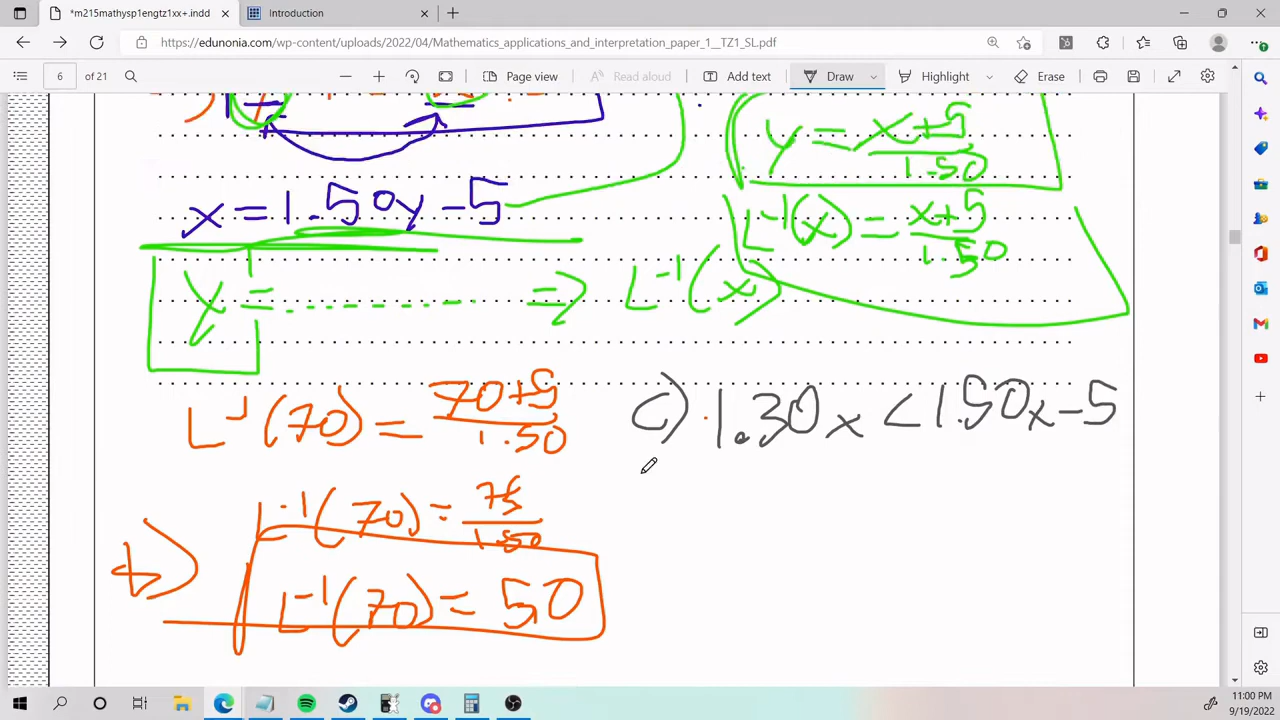 *m215mathysp1engtz1xx+.indd
Introduction
https://edunonia.com/wp-content/uploads/2022/04/Mathematics_applications_and_interpretation_paper_1__TZ1_SL.pdf
6 of 21
Page view
Read aloud
Add text
Draw
Highlight
Erase
y = x+5 / 1.50
x = 1.50y - 5
L⁻¹(x) = x+5 / 1.50
y = ........... => L⁻¹(x)
L⁻¹(70) = 70+5 / 1.50
c) 1.30x < 1.50x - 5
L⁻¹(70) = 75 / 1.50
b)
L⁻¹(70) = 50
11:00 PM
9/19/2022